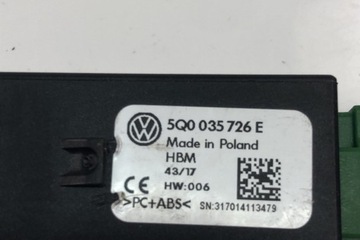 5Q0 035 726 E
Made in Poland
HBM
43/17
HW:006
>PC+ABS<
SN:317014113479